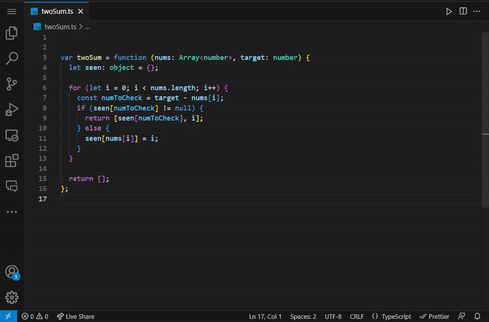 twoSum.ts
twoSum.ts > ...
1
2
3 var twoSum = function (nums: Array<number>, target: number) {
4   let seen: object = {};
5
6   for (let i = 0; i < nums.length; i++) {
7     const numToCheck = target - nums[i];
8     if (seen[numToCheck] != null) {
9       return [seen[numToCheck], i];
10     } else {
11       seen[nums[i]] = i;
12     }
13   }
14
15   return [];
16 };
17
1
0 0 Live Share Ln 17, Col 1 Spaces: 2 UTF-8 CRLF {} TypeScript Prettier